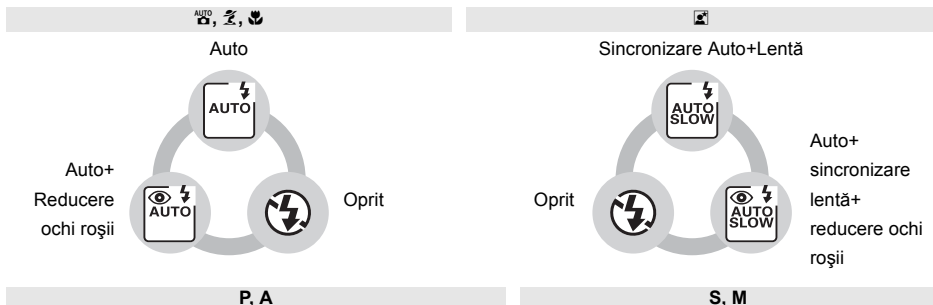 AUTO
Auto
AUTO
Auto+
Reducere
ochi roşii
AUTO
Oprit
Sincronizare Auto+Lentă
AUTO
SLOW
Oprit
AUTO
SLOW
Auto+
sincronizare
lentă+
reducere ochi
roşii
P, A
S, M